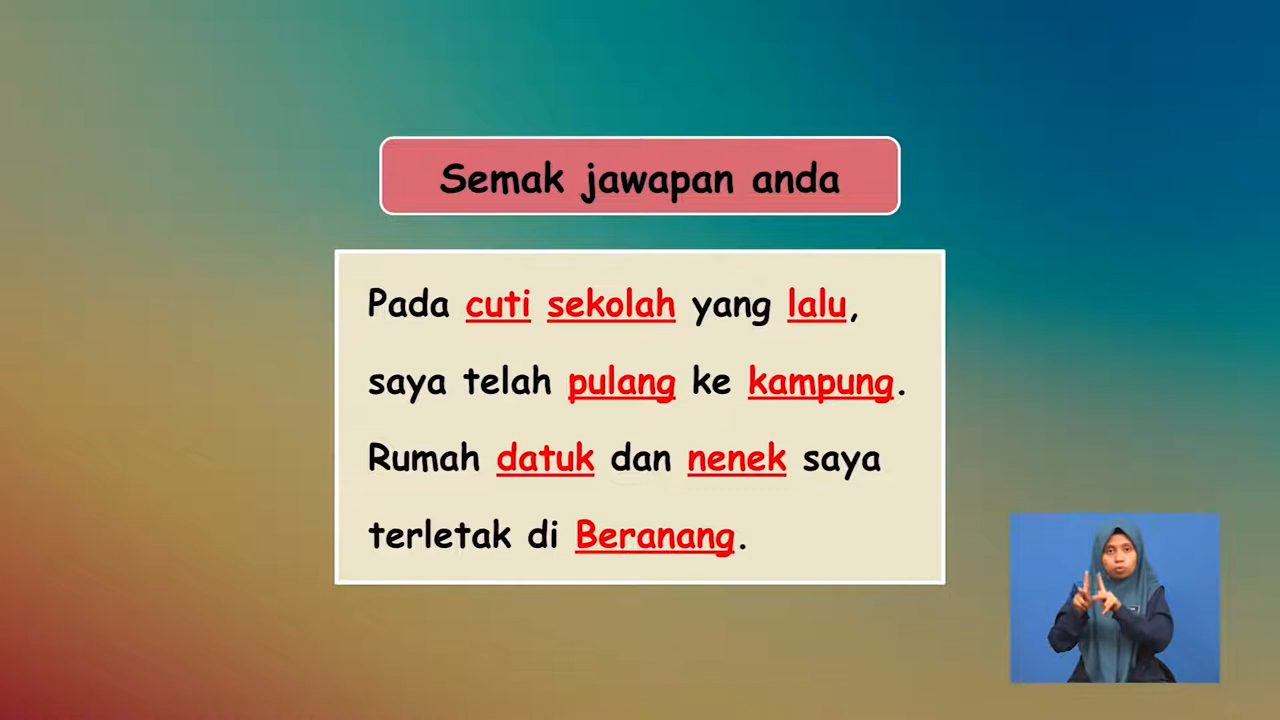 Semak jawapan anda
Pada cuti sekolah yang lalu,
saya telah pulang ke kampung.
Rumah datuk dan nenek saya
terletak di Beranang.